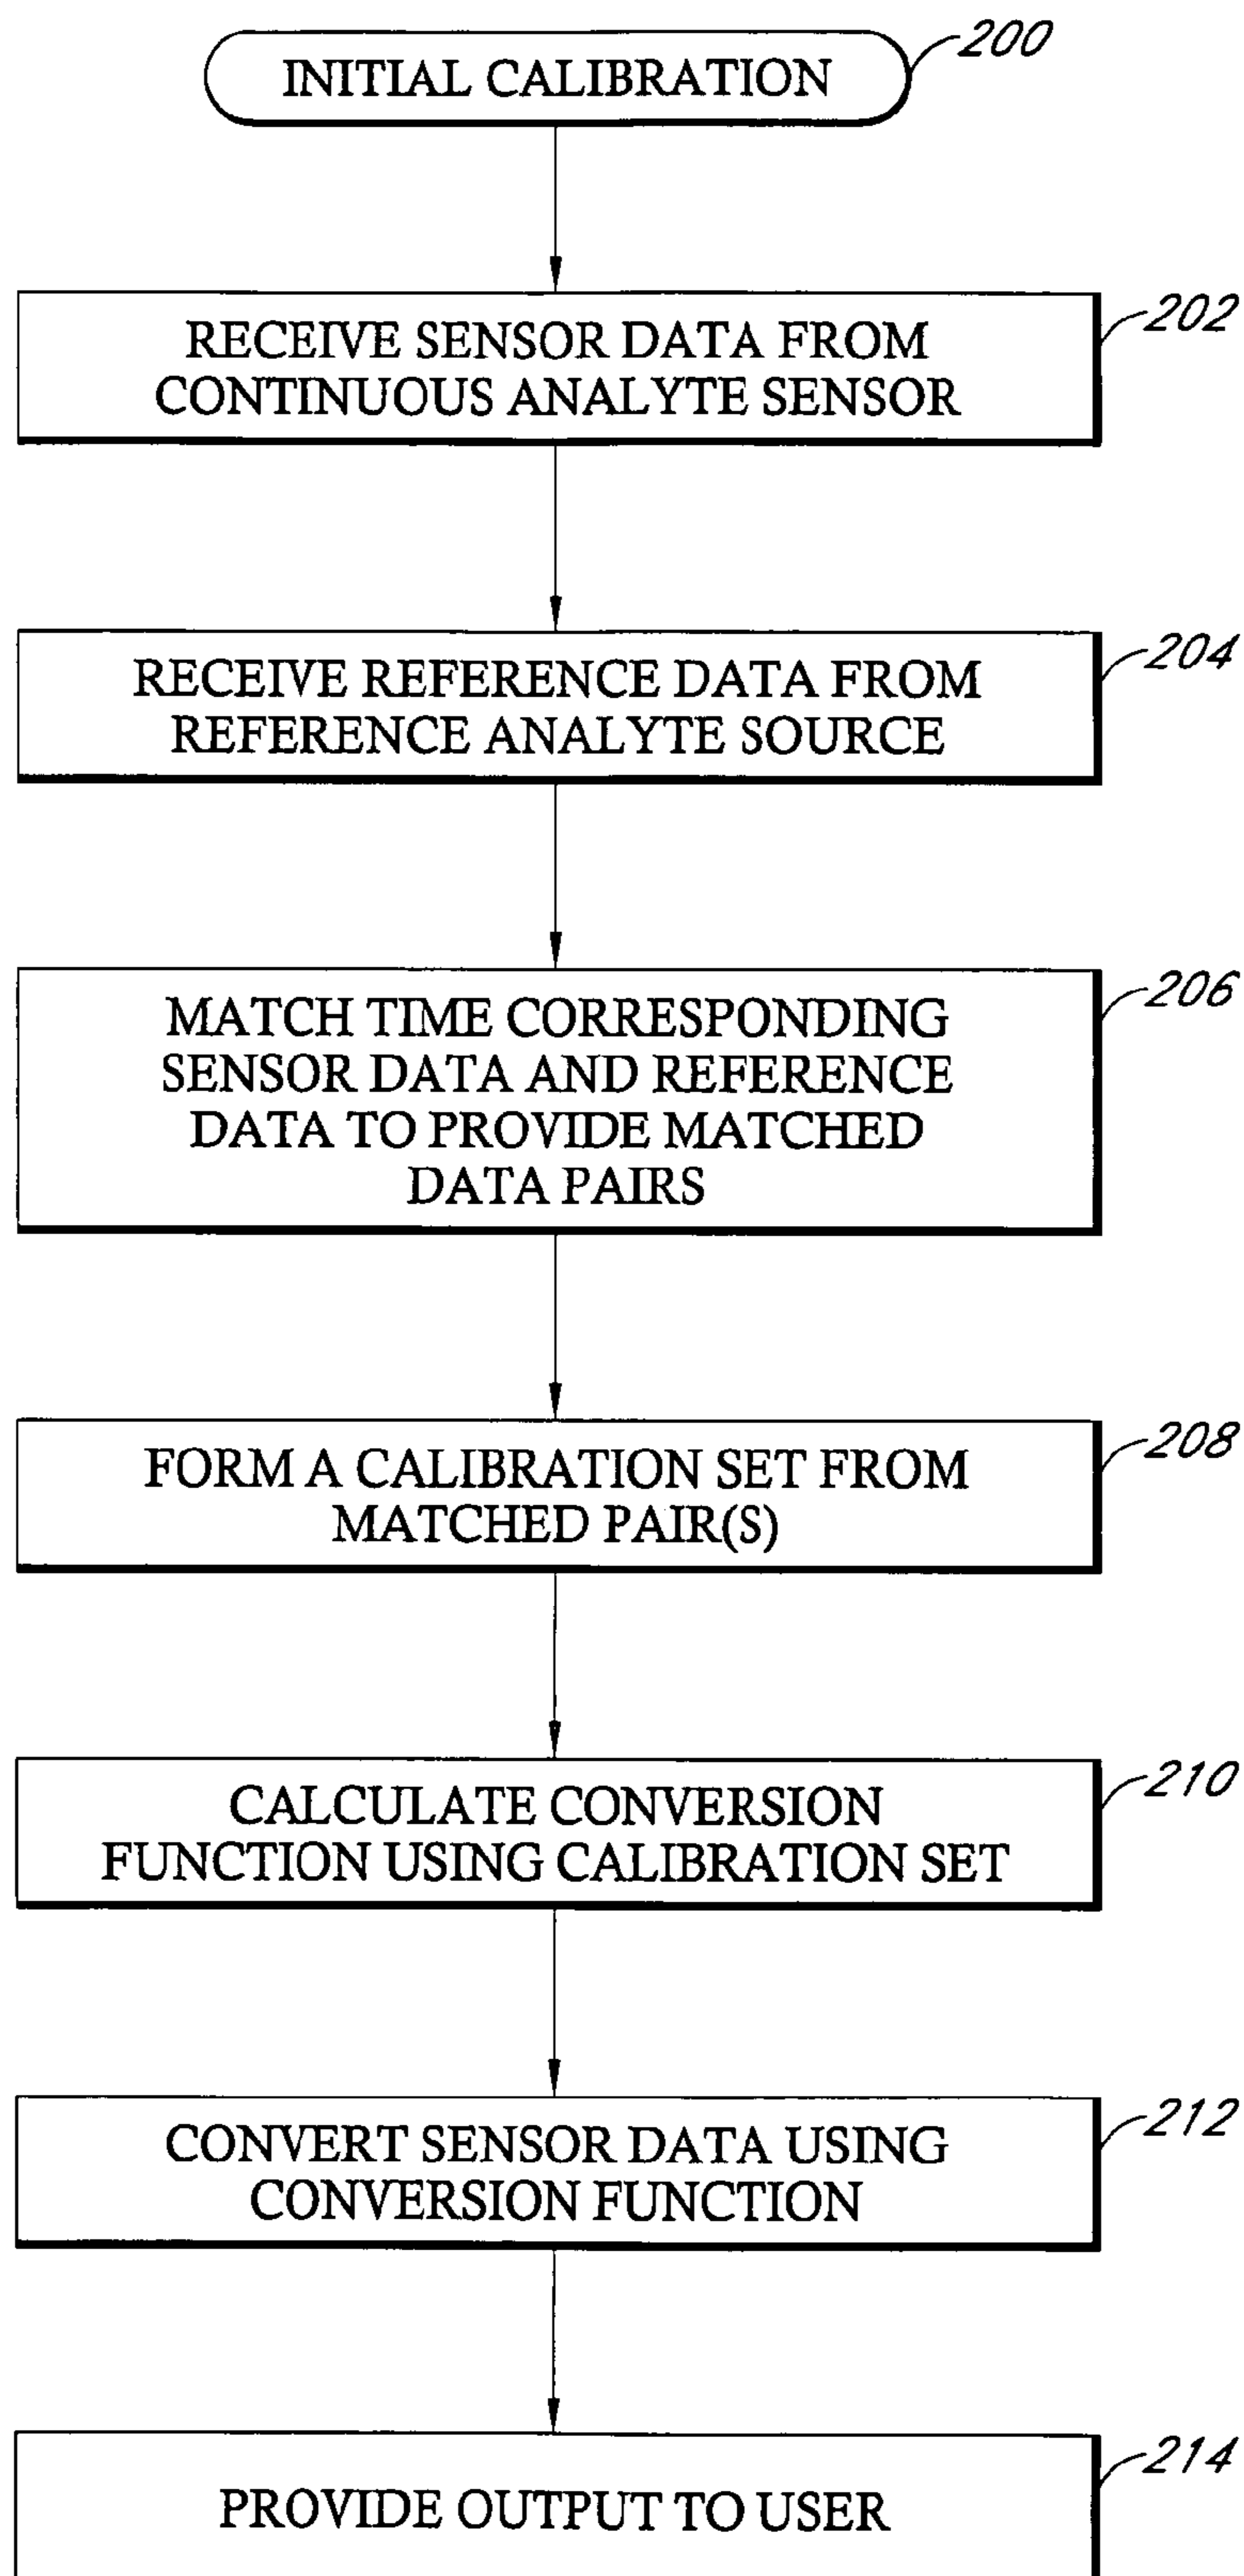 INITIAL CALIBRATION
200
RECEIVE SENSOR DATA FROM
CONTINUOUS ANALYTE SENSOR
202
RECEIVE REFERENCE DATA FROM
REFERENCE ANALYTE SOURCE
204
MATCH TIME CORRESPONDING
SENSOR DATA AND REFERENCE
DATA TO PROVIDE MATCHED
DATA PAIRS
206
FORM A CALIBRATION SET FROM
MATCHED PAIR(S)
208
CALCULATE CONVERSION
FUNCTION USING CALIBRATION SET
210
CONVERT SENSOR DATA USING
CONVERSION FUNCTION
212
PROVIDE OUTPUT TO USER
214